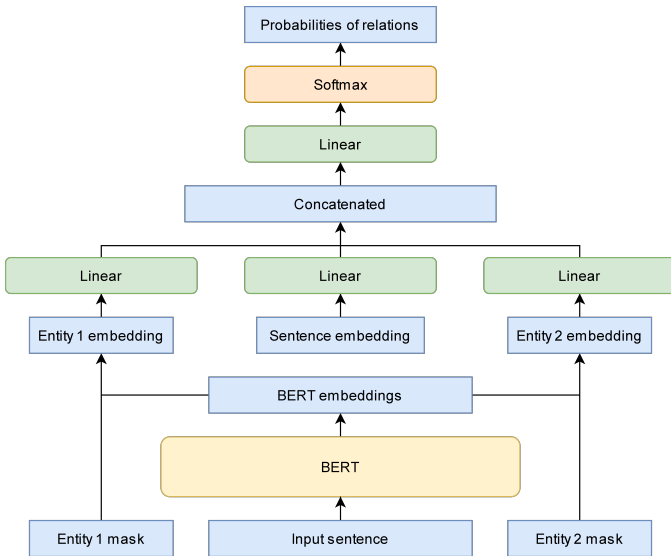 Probabilities of relations
Softmax
Linear
Concatenated
Linear
Linear
Linear
Entity 1 embedding
Sentence embedding
Entity 2 embedding
BERT embeddings
BERT
Entity 1 mask
Input sentence
Entity 2 mask